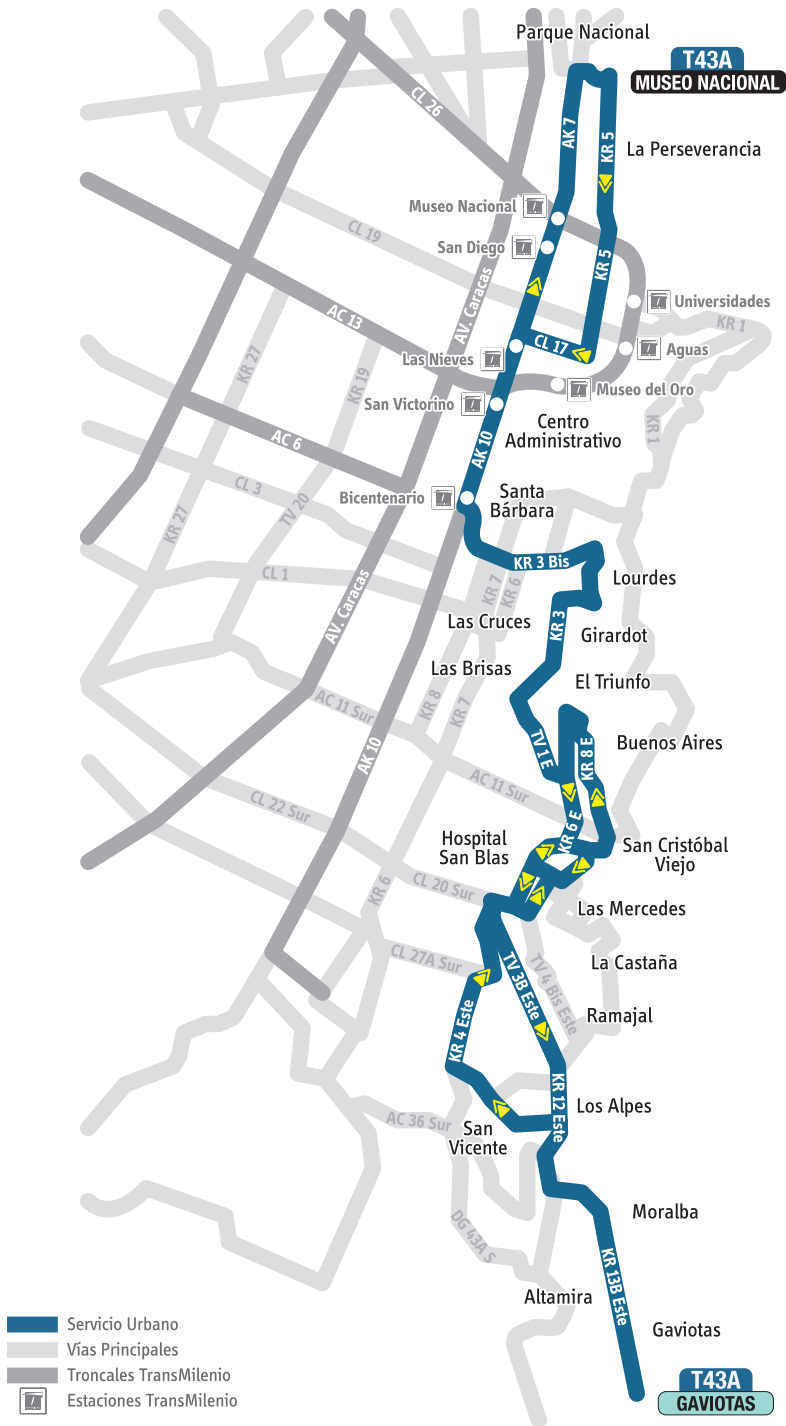 Parque Nacional
T43A
MUSEO NACIONAL
CL 26
AK 7
KR 5
La Perseverancia
Museo Nacional
CL 19
San Diego
KR 5
AV. Caracas
Universidades
AC 13
KR 1
CL 17
Las Nieves
Aguas
KR 27
KR 19
Museo del Oro
San Victorino
Centro
Administrativo
KR 1
AC 6
AK 10
CL 3
Bicentenario
Santa
Bárbara
TV 20
KR 27
KR 3 Bis
CL 1
Lourdes
KR 7
KR 6
AV. Caracas
Las Cruces
KR 3
Girardot
Las Brisas
El Triunfo
AC 11 Sur
KR 8
KR 7
TV 1 E
KR 8 E
Buenos Aires
AK 10
AC 11 Sur
CL 22 Sur
KR 6 E
Hospital
San Blas
San Cristóbal
Viejo
KR 6
CL 20 Sur
Las Mercedes
CL 27A Sur
TV 3B Este
TV 4 Bis Este
La Castaña
Ramajal
KR 4 Este
KR 12 Este
Los Alpes
AC 36 Sur
San
Vicente
Moralba
DG 43A S
KR 13B Este
Altamira
Gaviotas
Servicio Urbano
Vías Principales
Troncales TransMilenio
Estaciones TransMilenio
T43A
GAVIOTAS